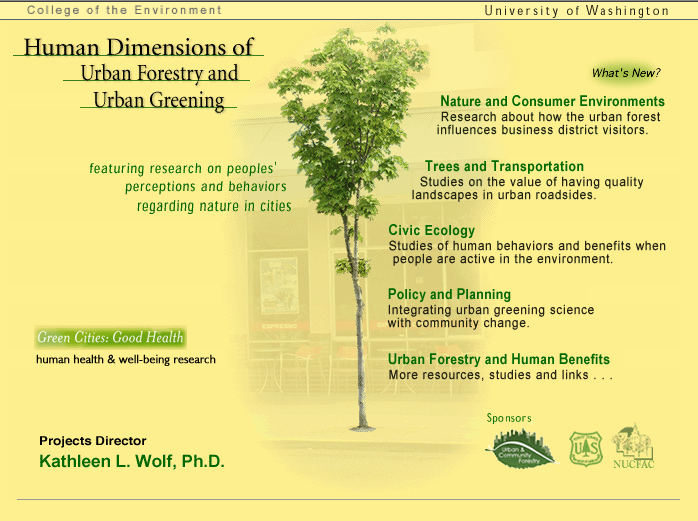 College of the Environment
University of Washington
Human Dimensions of
Urban Forestry and
Urban Greening
What's New?
featuring research on peoples'
perceptions and behaviors
regarding nature in cities
Nature and Consumer Environments
Research about how the urban forest
influences business district visitors.
Trees and Transportation
Studies on the value of having quality
landscapes in urban roadsides.
Civic Ecology
Studies of human behaviors and benefits when
people are active in the environment.
Policy and Planning
Integrating urban greening science
with community change.
Urban Forestry and Human Benefits
More resources, studies and links . . .
Green Cities: Good Health
human health & well-being research
Projects Director
Kathleen L. Wolf, Ph.D.
Sponsors
Urban &
Community
Forestry
U S
NUCFAC
ESPRESSO